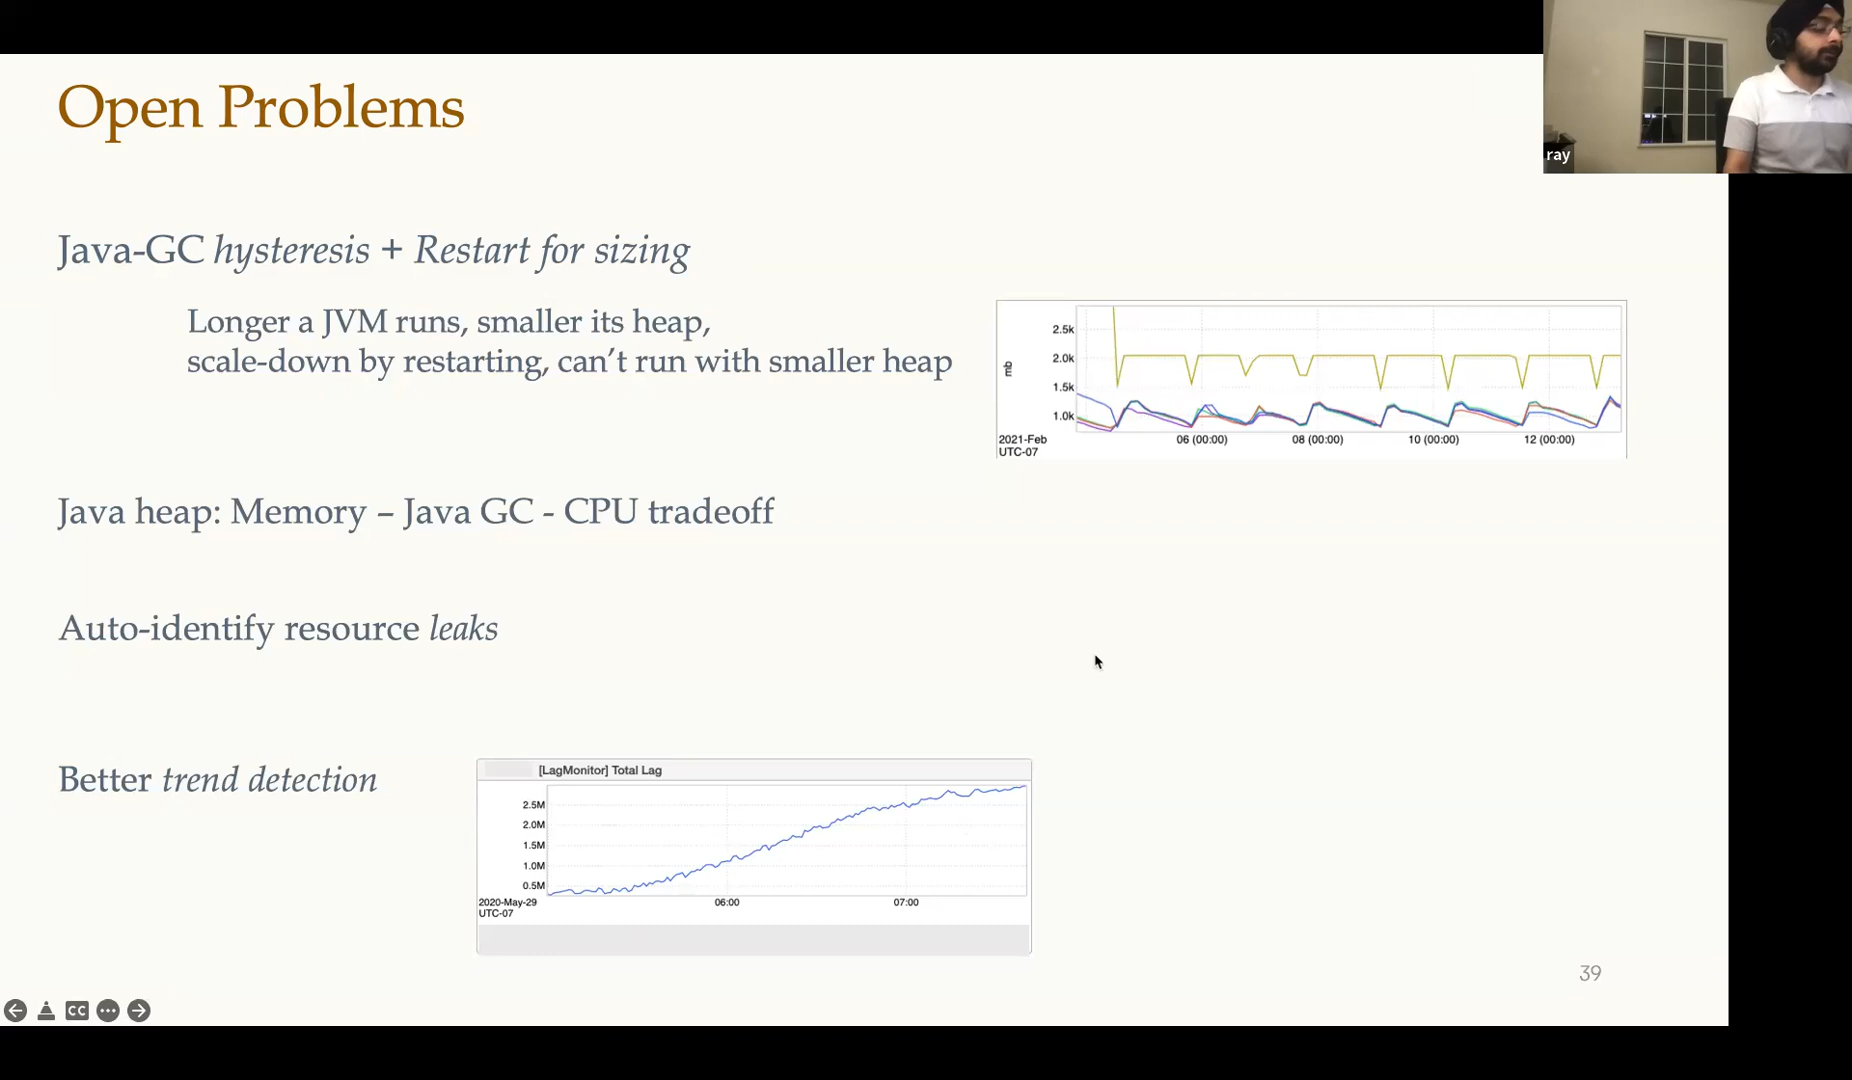 Open Problems
ray
Java-GC hysteresis + Restart for sizing
Longer a JVM runs, smaller its heap,
scale-down by restarting, can’t run with smaller heap
mb
2.5k
2.0k
1.5k
1.0k
2021-Feb
UTC-07
06 (00:00)
08 (00:00)
10 (00:00)
12 (00:00)
Java heap: Memory – Java GC - CPU tradeoff
Auto-identify resource leaks
Better trend detection
[LagMonitor] Total Lag
2.5M
2.0M
1.5M
1.0M
0.5M
2020-May-29
UTC-07
06:00
07:00
39
CC